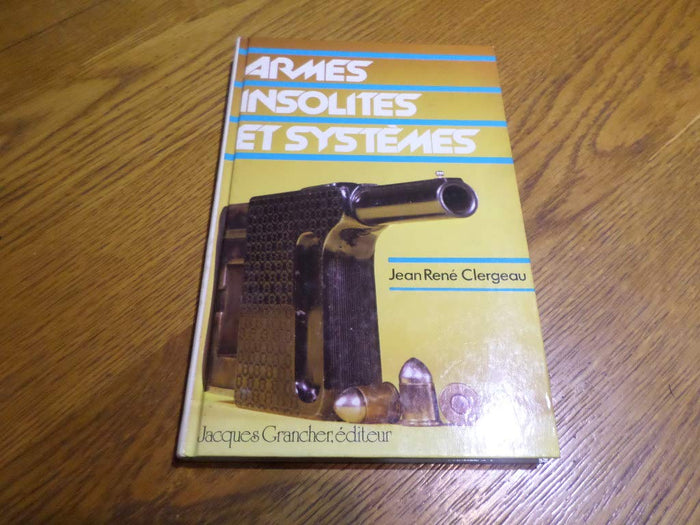 ARMES
INSOLITES
ET SYSTÈMES
Jean René Clergeau
Jacques Grancher, éditeur